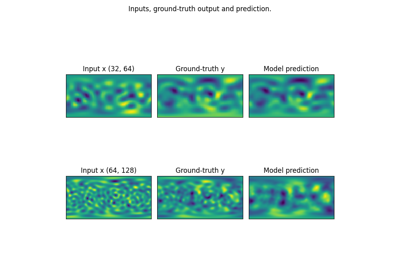 Inputs, ground-truth output and prediction.
Input x (32, 64) Ground-truth y Model prediction
Input x (64, 128) Ground-truth y Model prediction